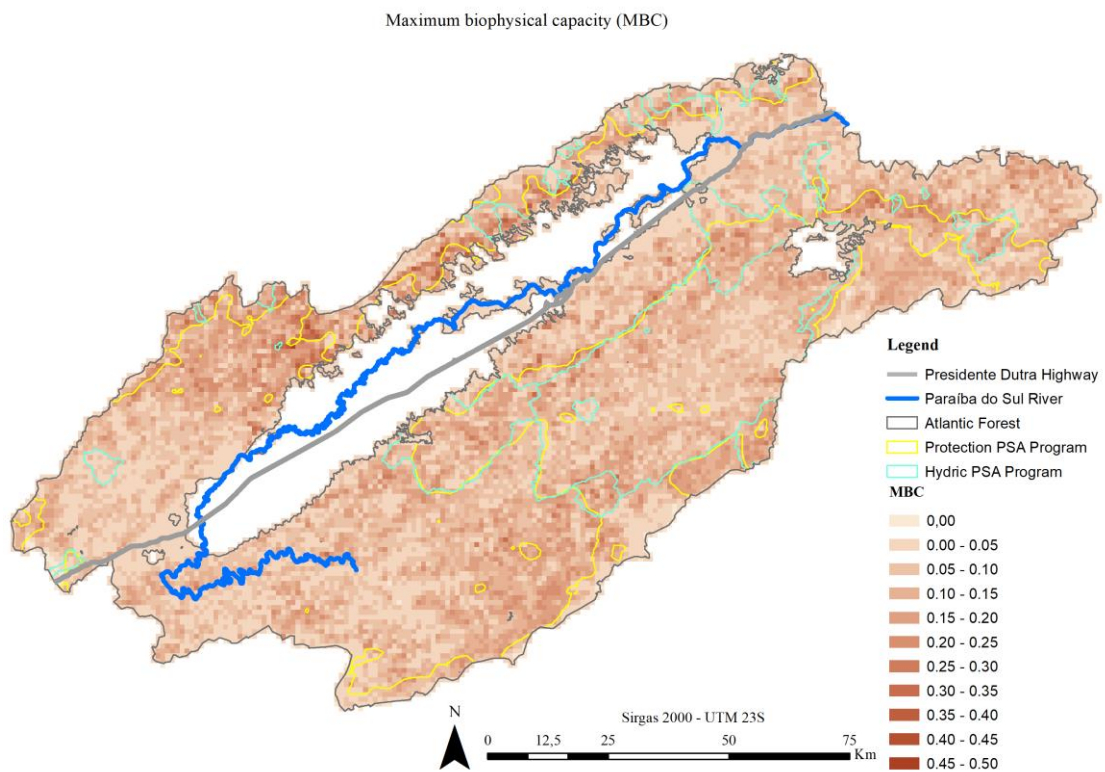 Maximum biophysical capacity (MBC)
Legend
Presidente Dutra Highway
Paraíba do Sul River
Atlantic Forest
Protection PSA Program
Hydric PSA Program
MBC
0,00
0.00 - 0.05
0.05 - 0.10
0.10 - 0.15
0.15 - 0.20
0.20 - 0.25
0.25 - 0.30
0.30 - 0.35
0.35 - 0.40
0.40 - 0.45
0.45 - 0.50
N
Sirgas 2000 - UTM 23S
0 12,5 25 50 75
Km